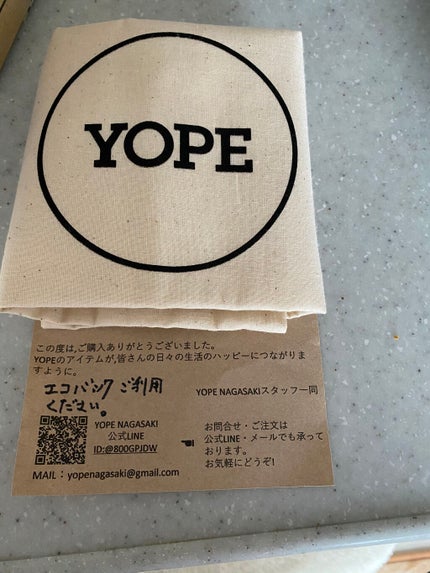 YOPE
この度は,ご購入ありがとうございました。
YOPEのアイテムが,皆さんの日々の生活のハッピーにつながりま
すように。
エコバック ご利用
ください。
YOPE NAGASAKIスタッフ一同
YOPE NAGASAKI
公式LINE
ID:@800GPJDW
お問合せ・ご注文は
公式LINE・メールでも承って
おります。
お気軽にどうぞ!
MAIL：yopenagasaki@gmail.com